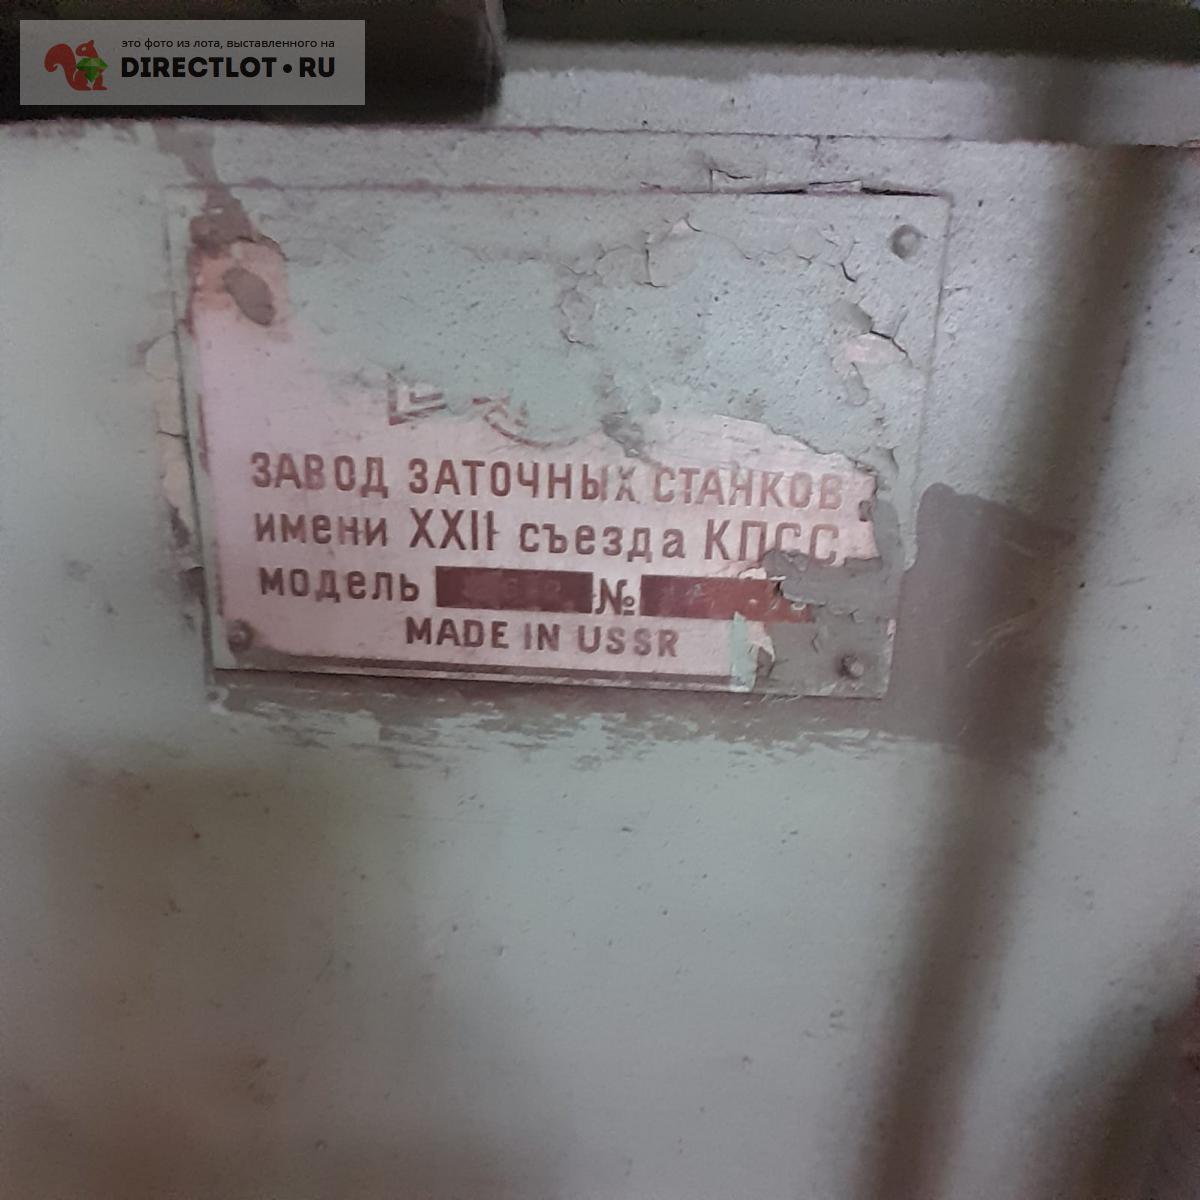 это фото из лота, выставленного на
DIRECTLOT.RU
ЗАВОД ЗАТОЧНЫХ СТАНКОВ
имени XXII съезда КПСС
модель №
MADE IN USSR